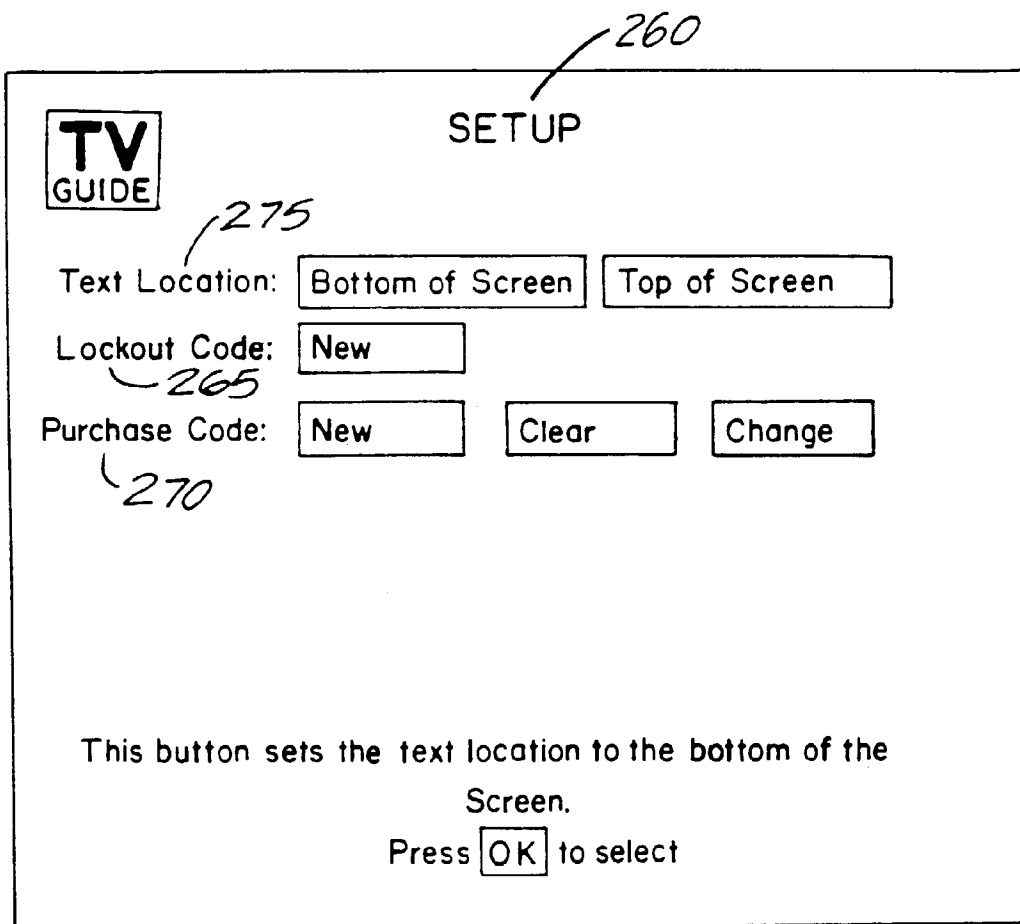 260
SETUP
TV
GUIDE
275
Text Location: Bottom of Screen Top of Screen
Lockout Code: New
265
Purchase Code: New Clear Change
270
This button sets the text location to the bottom of the
Screen.
Press OK to select